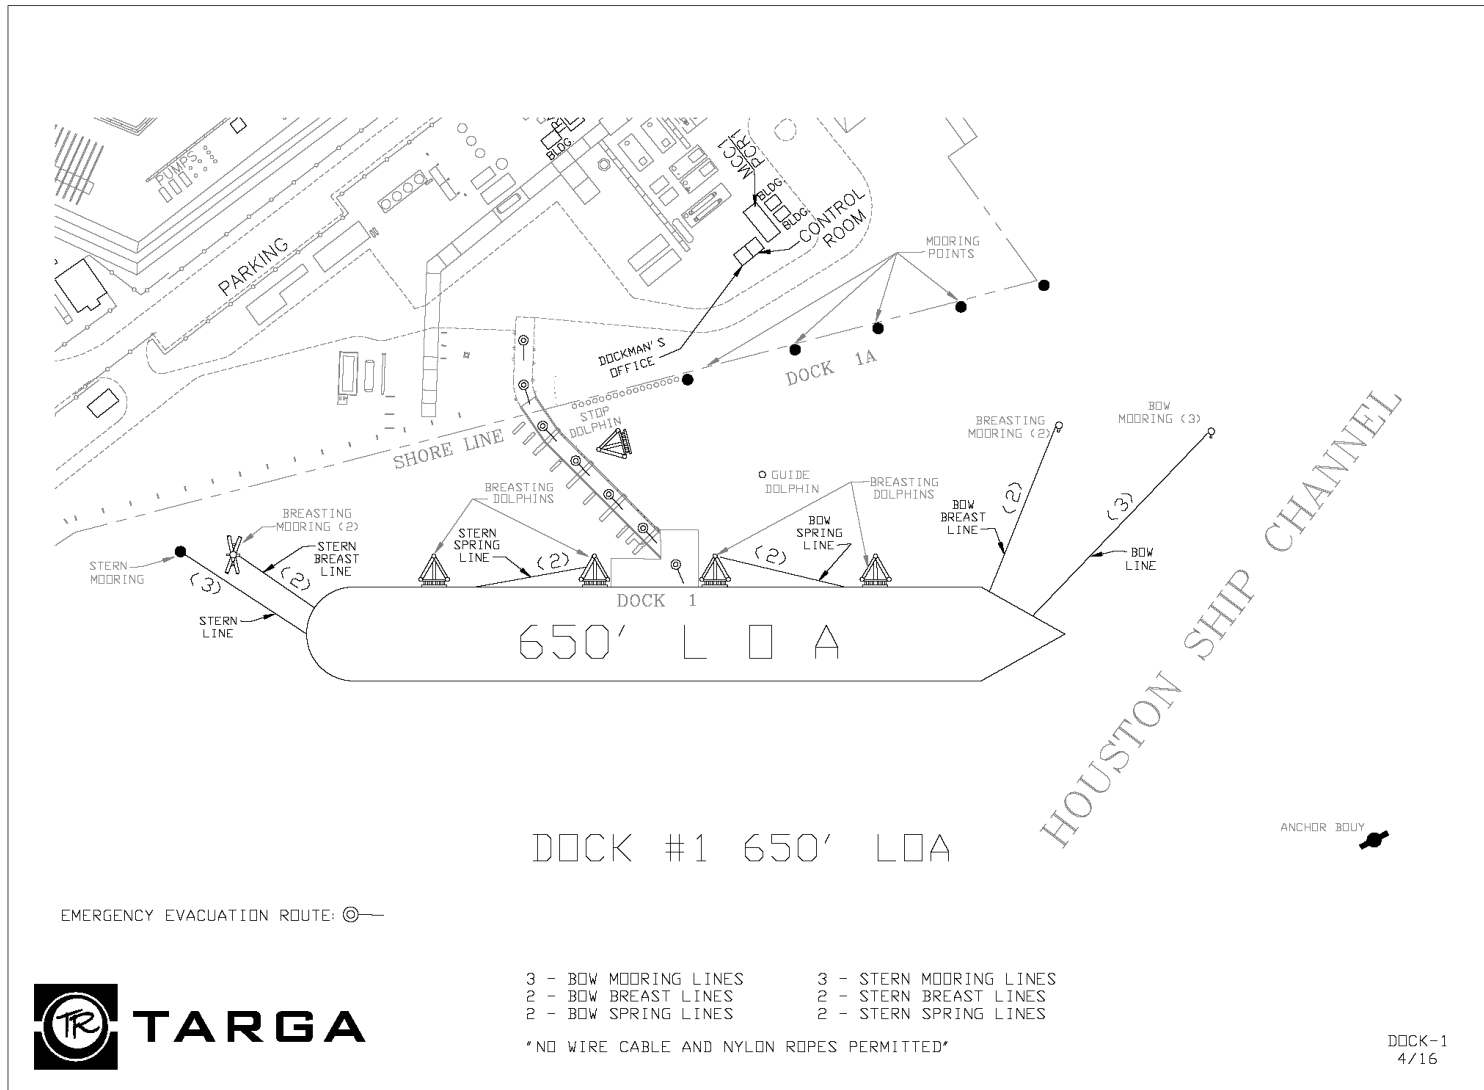 PUMPS
PARKING
BLDG
MCC1
PCR1
BLDG.
BLDG.
CONTROL
ROOM
MOORING
POINTS
DOCKMAN'S
OFFICE
DOCK 1A
STOP
DOLPHIN
SHORE LINE
BREASTING
MOORING (2)
BOW
MOORING (3)
GUIDE
DOLPHIN
BREASTING
DOLPHINS
BREASTING
DOLPHINS
BREASTING
MOORING (2)
STERN
MOORING
STERN
BREAST
LINE
STERN
SPRING
LINE
BOW
SPRING
LINE
BOW
BREAST
LINE
BOW
LINE
STERN
LINE
(3)
(2)
(2)
(2)
(2)
(3)
DOCK 1
650' LOA
HOUSTON SHIP CHANNEL
ANCHOR BOUY
DOCK #1 650' LOA
EMERGENCY EVACUATION ROUTE:
3 - BOW MOORING LINES
2 - BOW BREAST LINES
2 - BOW SPRING LINES
3 - STERN MOORING LINES
2 - STERN BREAST LINES
2 - STERN SPRING LINES
"NO WIRE CABLE AND NYLON ROPES PERMITTED"
TR TARGA
DOCK-1
4/16